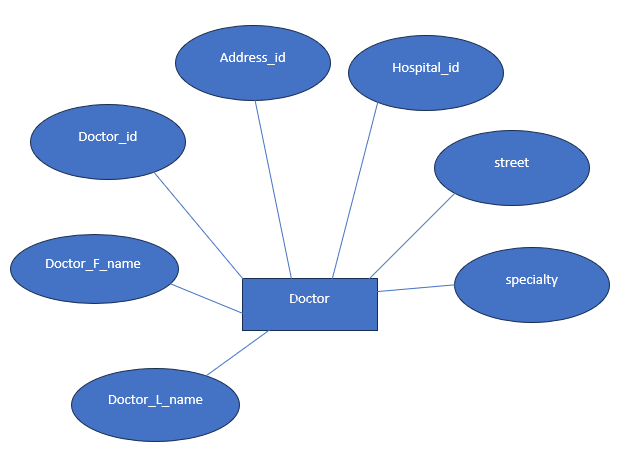 Address_id
Hospital_id
Doctor_id
street
Doctor_F_name
specialty
Doctor
Doctor_L_name